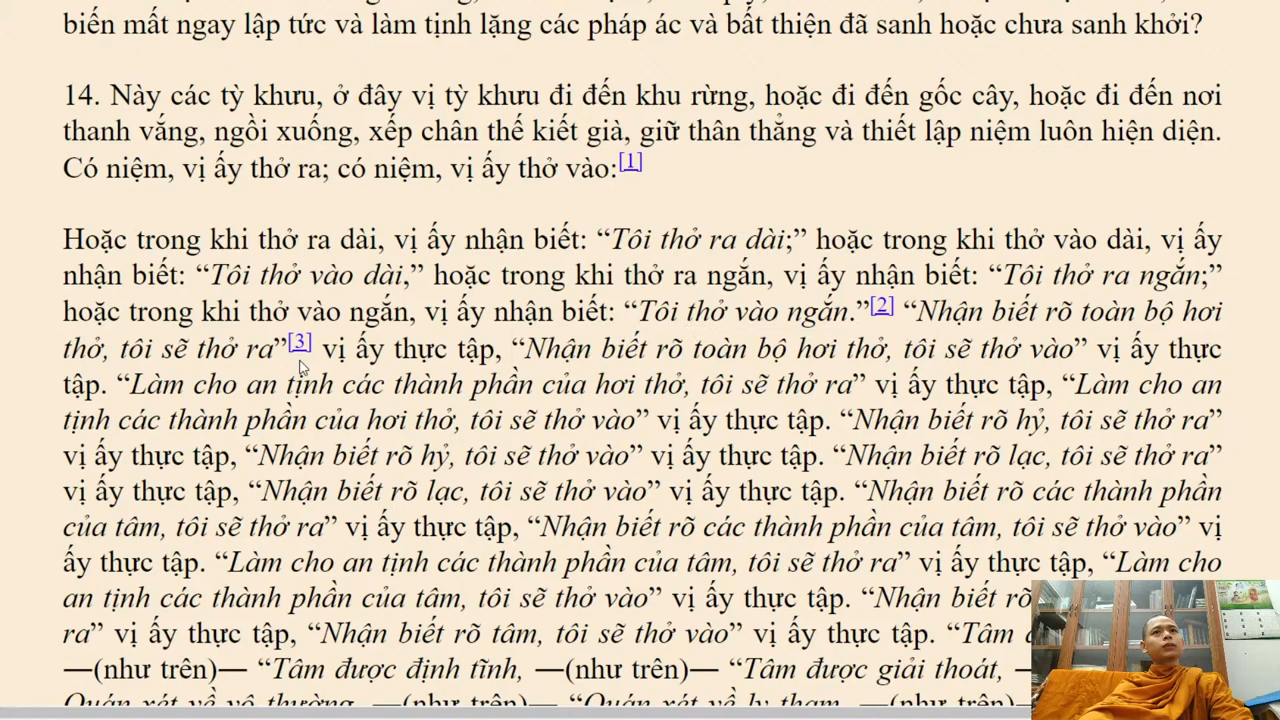 biến mất ngay lập tức và làm tịnh lặng các pháp ác và bất thiện đã sanh hoặc chưa sanh khởi?
14. Này các tỳ khưu, ở đây vị tỳ khưu đi đến khu rừng, hoặc đi đến gốc cây, hoặc đi đến nơi
thanh vắng, ngồi xuống, xếp chân thế kiết già, giữ thân thẳng và thiết lập niệm luôn hiện diện.
Có niệm, vị ấy thở ra; có niệm, vị ấy thở vào:[1]
Hoặc trong khi thở ra dài, vị ấy nhận biết: “Tôi thở ra dài;” hoặc trong khi thở vào dài, vị ấy
nhận biết: “Tôi thở vào dài,” hoặc trong khi thở ra ngắn, vị ấy nhận biết: “Tôi thở ra ngắn;”
hoặc trong khi thở vào ngắn, vị ấy nhận biết: “Tôi thở vào ngắn.”[2] “Nhận biết rõ toàn bộ hơi
thở, tôi sẽ thở ra”[3] vị ấy thực tập, “Nhận biết rõ toàn bộ hơi thở, tôi sẽ thở vào” vị ấy thực
tập. “Làm cho an tịnh các thành phần của hơi thở, tôi sẽ thở ra” vị ấy thực tập, “Làm cho an
tịnh các thành phần của hơi thở, tôi sẽ thở vào” vị ấy thực tập. “Nhận biết rõ hỷ, tôi sẽ thở ra”
vị ấy thực tập, “Nhận biết rõ hỷ, tôi sẽ thở vào” vị ấy thực tập. “Nhận biết rõ lạc, tôi sẽ thở ra”
vị ấy thực tập, “Nhận biết rõ lạc, tôi sẽ thở vào” vị ấy thực tập. “Nhận biết rõ các thành phần
của tâm, tôi sẽ thở ra” vị ấy thực tập, “Nhận biết rõ các thành phần của tâm, tôi sẽ thở vào” vị
ấy thực tập. “Làm cho an tịnh các thành phần của tâm, tôi sẽ thở ra” vị ấy thực tập, “Làm cho
an tịnh các thành phần của tâm, tôi sẽ thở vào” vị ấy thực tập. “Nhận biết rõ
ra” vị ấy thực tập, “Nhận biết rõ tâm, tôi sẽ thở vào” vị ấy thực tập. “Tâm
—(như trên)— “Tâm được định tĩnh, —(như trên)— “Tâm được giải thoát, —
Quán xét về vô thường, —(như trên)— “Quán xét về ly tham, —(như trên)—